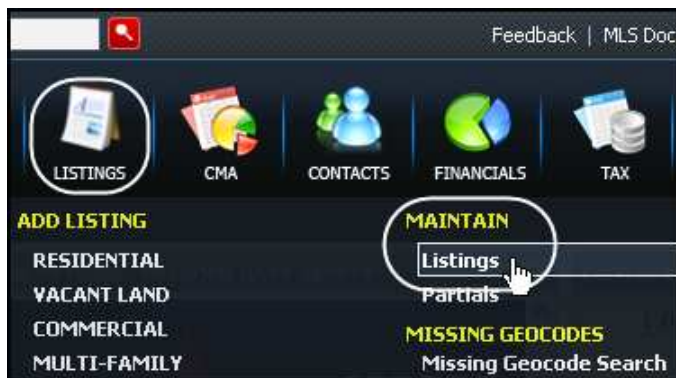 Feedback | MLS Doc
LISTINGS CMA CONTACTS FINANCIALS TAX
ADD LISTING
RESIDENTIAL
VACANT LAND
COMMERCIAL
MULTI-FAMILY
MAINTAIN
Listings
Partials
MISSING GEOCODES
Missing Geocode Search